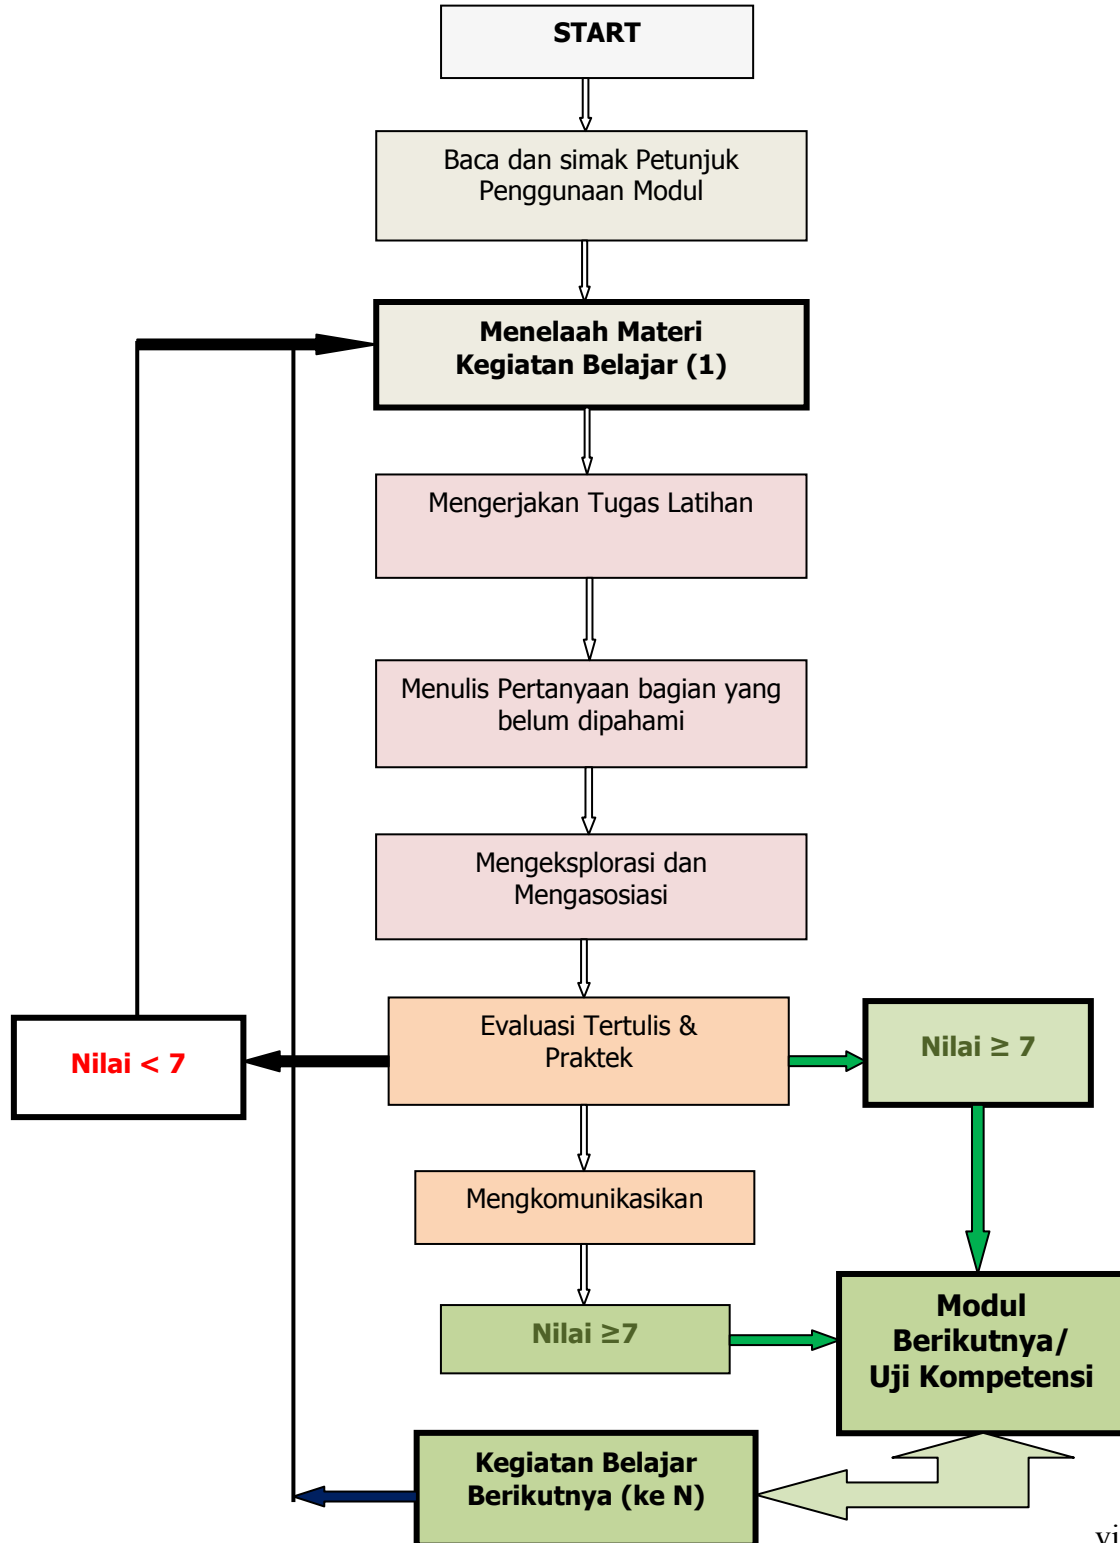 START
Baca dan simak Petunjuk
Penggunaan Modul
Menelaah Materi
Kegiatan Belajar (1)
Mengerjakan Tugas Latihan
Menulis Pertanyaan bagian yang
belum dipahami
Mengeksplorasi dan
Mengasosiasi
Evaluasi Tertulis &
Praktek
Nilai < 7
Nilai ≥ 7
Mengkomunikasikan
Nilai ≥7
Modul
Berikutnya/
Uji Kompetensi
Kegiatan Belajar
Berikutnya (ke N)
vi